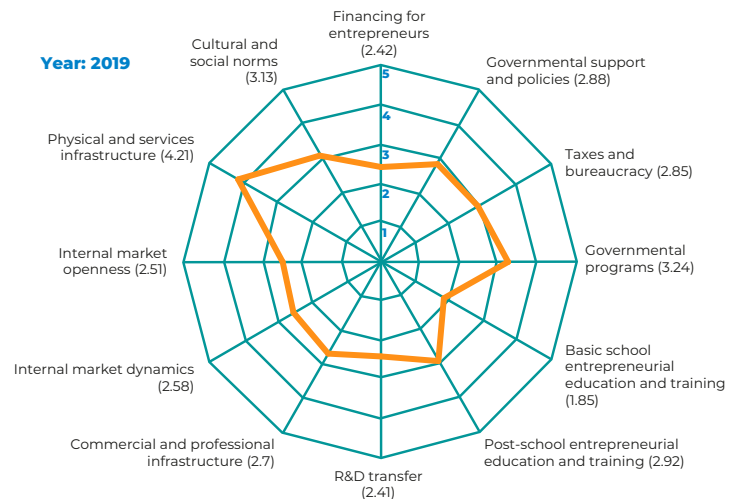 Year: 2019
Financing for
entrepreneurs
(2.42)
Governmental support
and policies (2.88)
Taxes and
bureaucracy (2.85)
Governmental
programs (3.24)
Basic school
entrepreneurial
education and training
(1.85)
Post-school entrepreneurial
education and training (2.92)
R&D transfer
(2.41)
Commercial and professional
infrastructure (2.7)
Internal market dynamics
(2.58)
Internal market
openness (2.51)
Physical and services
infrastructure (4.21)
Cultural and
social norms
(3.13)
5
4
3
2
1